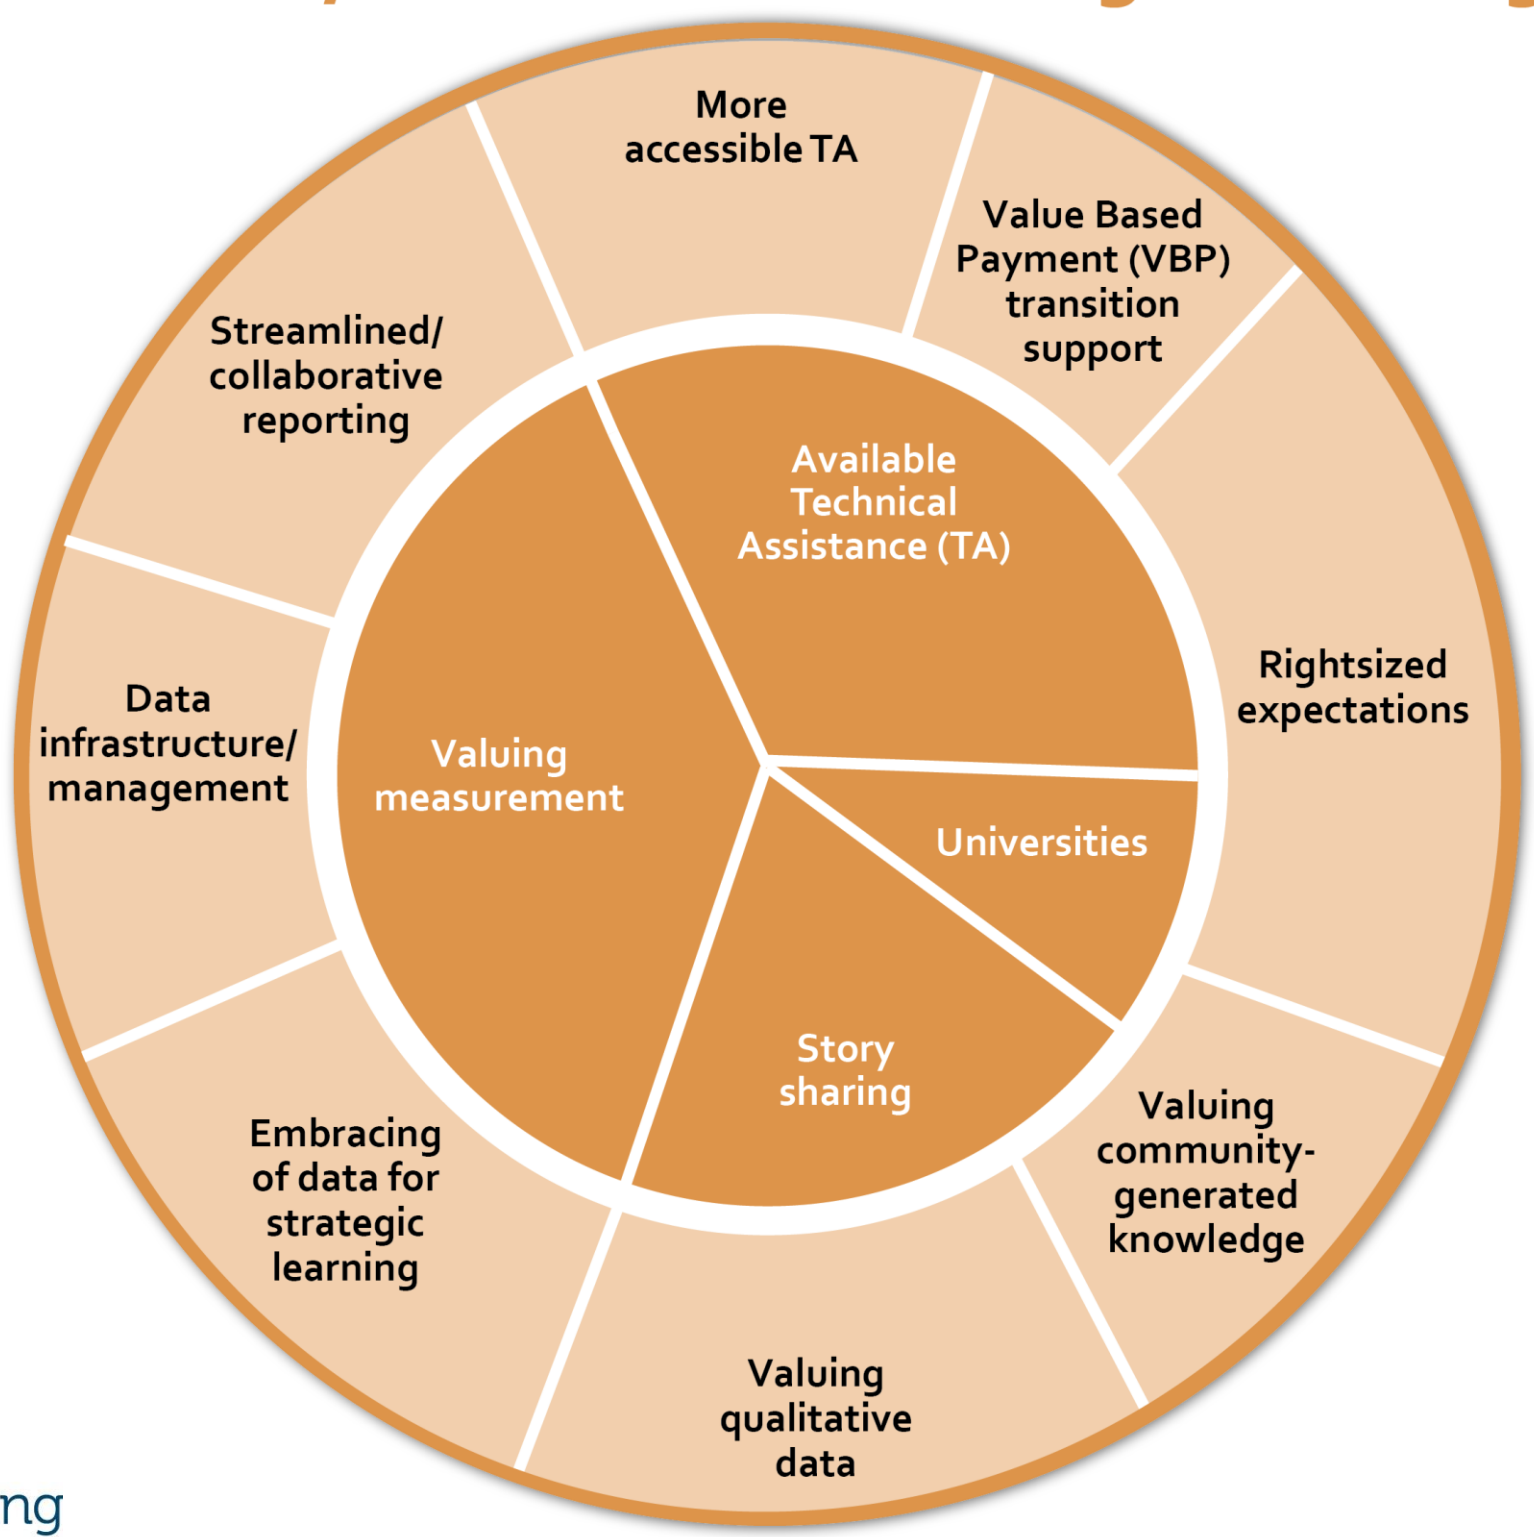 More
accessible TA
Value Based
Payment (VBP)
transition
support
Streamlined/
collaborative
reporting
Available
Technical
Assistance (TA)
Rightsized
expectations
Data
infrastructure/
management
Valuing
measurement
Universities
Story
sharing
Valuing
community-
generated
knowledge
Embracing
of data for
strategic
learning
Valuing
qualitative
data
ng